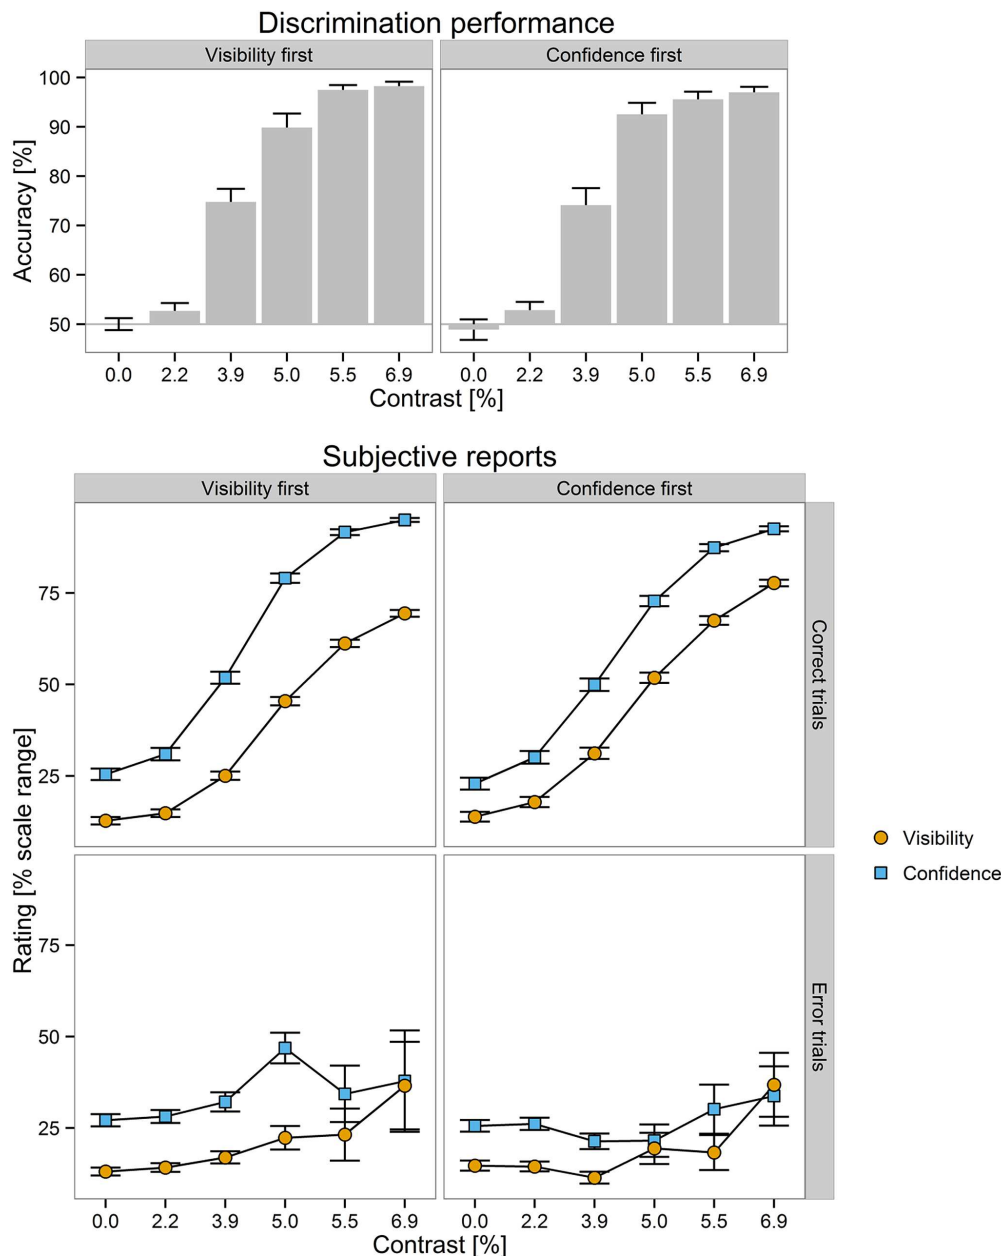 Discrimination performance
Visibility first
Confidence first
Accuracy [%]
100
90
80
70
60
50
0.0 2.2 3.9 5.0 5.5 6.9
0.0 2.2 3.9 5.0 5.5 6.9
Contrast [%]
Subjective reports
Visibility first
Confidence first
Rating [% scale range]
75
50
25
Correct trials
75
50
25
Error trials
Visibility
Confidence
0.0 2.2 3.9 5.0 5.5 6.9
0.0 2.2 3.9 5.0 5.5 6.9
Contrast [%]